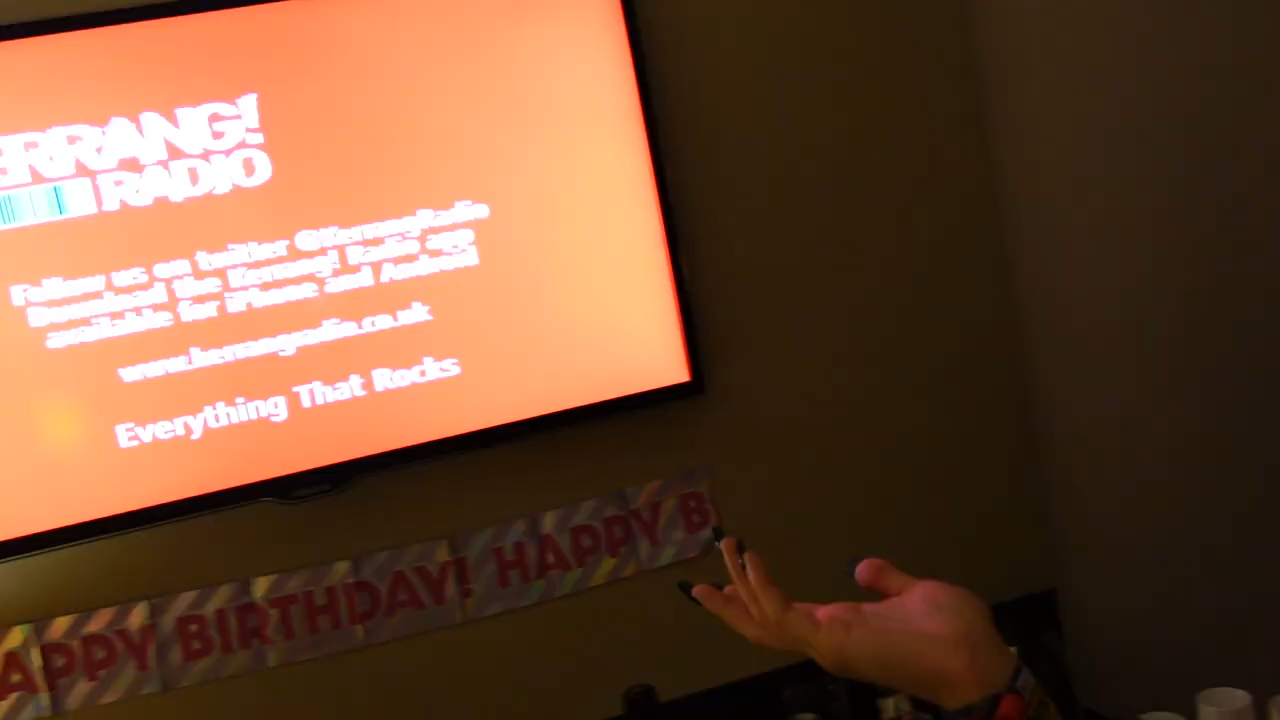 ERRANG!
RADIO
Follow us on twitter @KerrangRadio
Download the Kerrang! Radio app
available for iPhone and Android
www.kerrangradio.co.uk
Everything That Rocks
APPY BIRTHDAY! HAPPY B